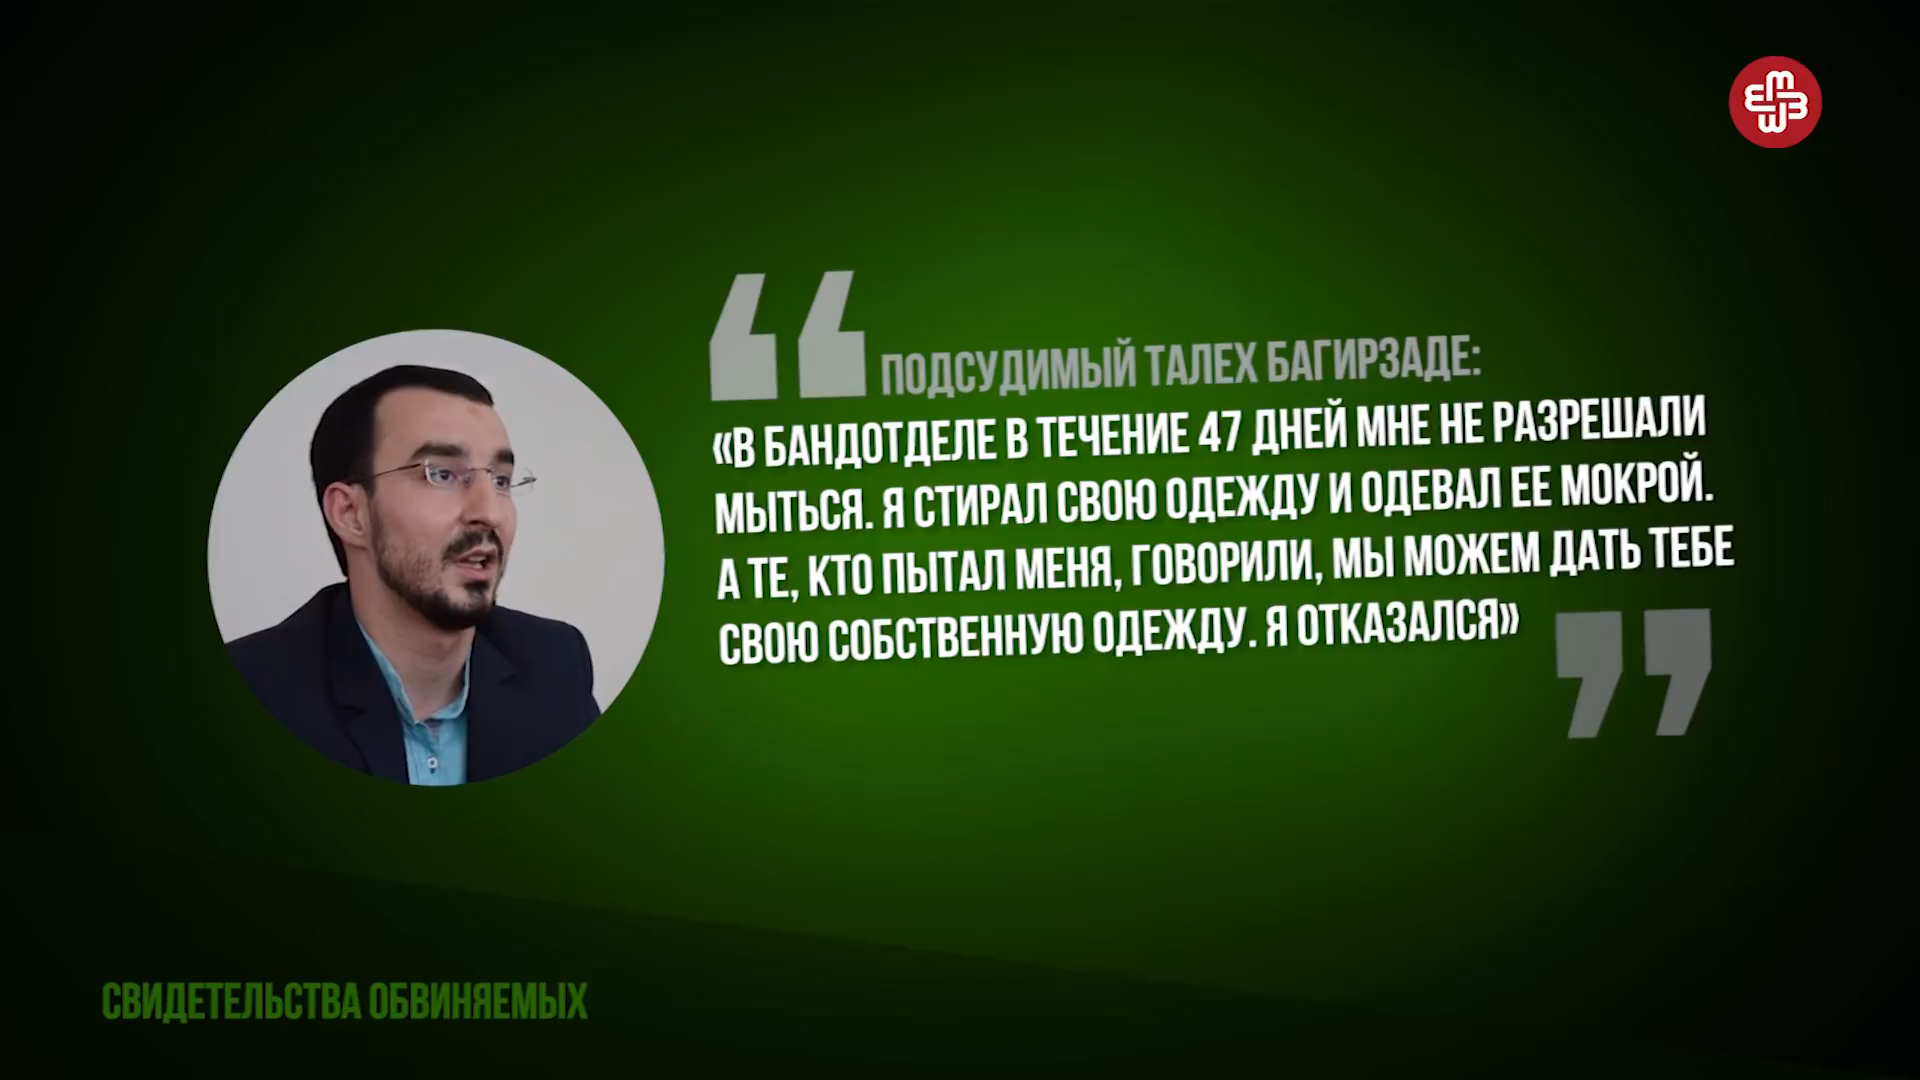 ПОДСУДИМЫЙ ТАЛЕХ БАГИРЗАДЕ:
«В БАНДОТДЕЛЕ В ТЕЧЕНИЕ 47 ДНЕЙ МНЕ НЕ РАЗРЕШАЛИ
МЫТЬСЯ. Я СТИРАЛ СВОЮ ОДЕЖДУ И ОДЕВАЛ ЕЕ МОКРОЙ.
А ТЕ, КТО ПЫТАЛ МЕНЯ, ГОВОРИЛИ, МЫ МОЖЕМ ДАТЬ ТЕБЕ
СВОЮ СОБСТВЕННУЮ ОДЕЖДУ. Я ОТКАЗАЛСЯ»
СВИДЕТЕЛЬСТВА ОБВИНЯЕМЫХ